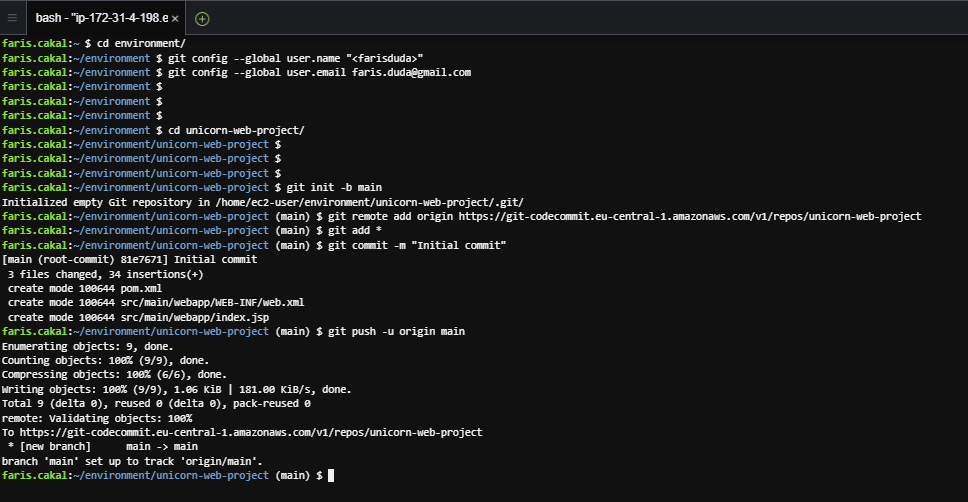 bash - "ip-172-31-4-198.e ×
faris.cakal:~ $ cd environment/
faris.cakal:~/environment $ git config --global user.name "<farisduda>"
faris.cakal:~/environment $ git config --global user.email faris.duda@gmail.com
faris.cakal:~/environment $
faris.cakal:~/environment $
faris.cakal:~/environment $
faris.cakal:~/environment $ cd unicorn-web-project/
faris.cakal:~/environment/unicorn-web-project $
faris.cakal:~/environment/unicorn-web-project $
faris.cakal:~/environment/unicorn-web-project $
faris.cakal:~/environment/unicorn-web-project $ git init -b main
Initialized empty Git repository in /home/ec2-user/environment/unicorn-web-project/.git/
faris.cakal:~/environment/unicorn-web-project (main) $ git remote add origin https://git-codecommit.eu-central-1.amazonaws.com/v1/repos/unicorn-web-project
faris.cakal:~/environment/unicorn-web-project (main) $ git add *
faris.cakal:~/environment/unicorn-web-project (main) $ git commit -m "Initial commit"
[main (root-commit) 81e7671] Initial commit
 3 files changed, 34 insertions(+)
 create mode 100644 pom.xml
 create mode 100644 src/main/webapp/WEB-INF/web.xml
 create mode 100644 src/main/webapp/index.jsp
faris.cakal:~/environment/unicorn-web-project (main) $ git push -u origin main
Enumerating objects: 9, done.
Counting objects: 100% (9/9), done.
Compressing objects: 100% (6/6), done.
Writing objects: 100% (9/9), 1.06 KiB | 181.00 KiB/s, done.
Total 9 (delta 0), reused 0 (delta 0), pack-reused 0
remote: Validating objects: 100%
To https://git-codecommit.eu-central-1.amazonaws.com/v1/repos/unicorn-web-project
 * [new branch]      main -> main
branch 'main' set up to track 'origin/main'.
faris.cakal:~/environment/unicorn-web-project (main) $